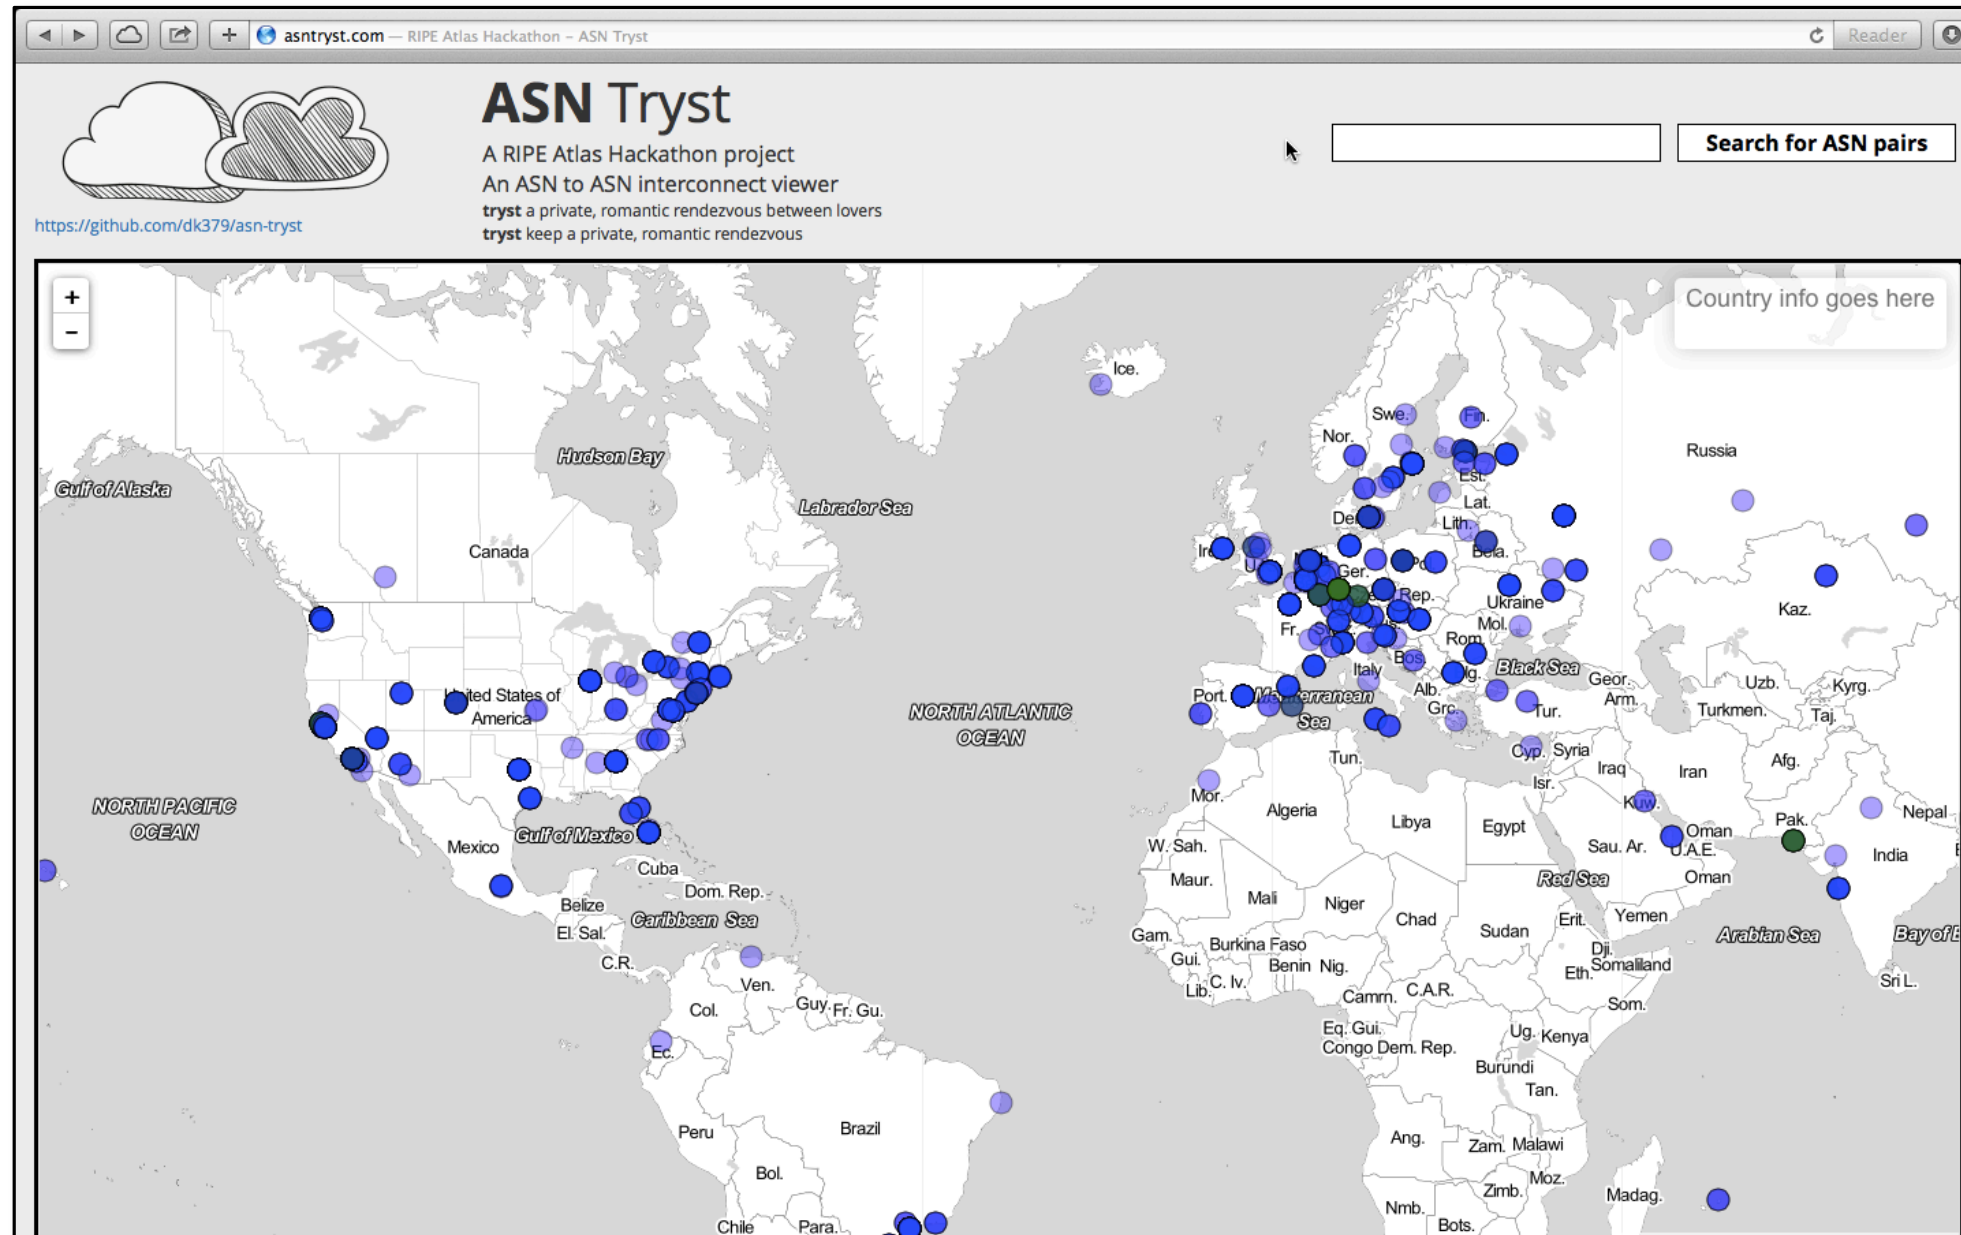 asntryst.com — RIPE Atlas Hackathon – ASN Tryst
Reader
ASN Tryst
A RIPE Atlas Hackathon project
An ASN to ASN interconnect viewer
tryst a private, romantic rendezvous between lovers
tryst keep a private, romantic rendezvous
https://github.com/dk379/asn-tryst
Search for ASN pairs
+
−
Country info goes here
Ice.
Swe.
Fin.
Nor.
Russia
Hudson Bay
Gulf of Alaska
Est.
Lat.
Labrador Sea
Lith.
Canada
Bela.
Ger.
Rep.
Ukraine
Kaz.
Fr.
Mol.
Rom.
Bos.
Black Sea
Italy
Geor.
Uzb.
Kyrg.
United States of
America
Port.
Mediterranean
Sea
Alb.
Grc.
Tur.
Arm.
Turkmen.
Taj.
NORTH ATLANTIC
OCEAN
Tun.
Cyp.
Syria
Iraq
Iran
Afg.
Isr.
Mor.
NORTH PACIFIC
OCEAN
Algeria
Libya
Egypt
Kuw.
Pak.
Nepal
Gulf of Mexico
Mexico
W. Sah.
Sau. Ar.
Oman
U.A.E.
India
Cuba
Dom. Rep.
Maur.
Mali
Niger
Red Sea
Oman
Belize
Caribbean Sea
El. Sal.
Chad
Sudan
Erit.
Yemen
Arabian Sea
Gam.
Burkina Faso
Dji.
C.R.
Gui.
Benin
Nig.
Eth.
Somaliland
Sri L.
Ven.
Lib.
C. Iv.
Camrn.
C.A.R.
Som.
Col.
Guy.
Fr. Gu.
Eq. Gui.
Ug.
Kenya
Ec.
Congo
Dem. Rep.
Burundi
Tan.
Peru
Brazil
Ang.
Zam.
Malawi
Bol.
Moz.
Zimb.
Madag.
Nmb.
Bots.
Chile
Para.